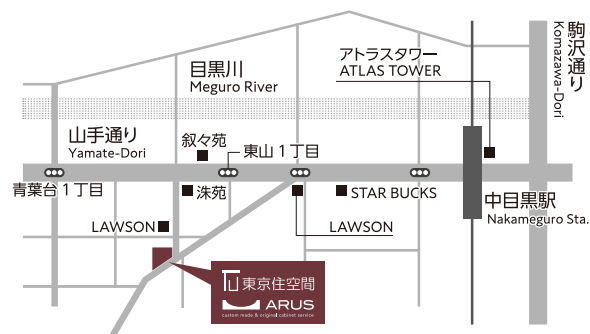 駒沢通り
Komazawa-Dori
アトラスタワー
ATLAS TOWER
目黒川
Meguro River
山手通り
Yamate-Dori
叙々苑
東山1丁目
青葉台1丁目
洙苑
STAR BUCKS
中目黒駅
Nakameguro Sta.
LAWSON
LAWSON
東京住空間
ARUS
custom made & original cabinet service